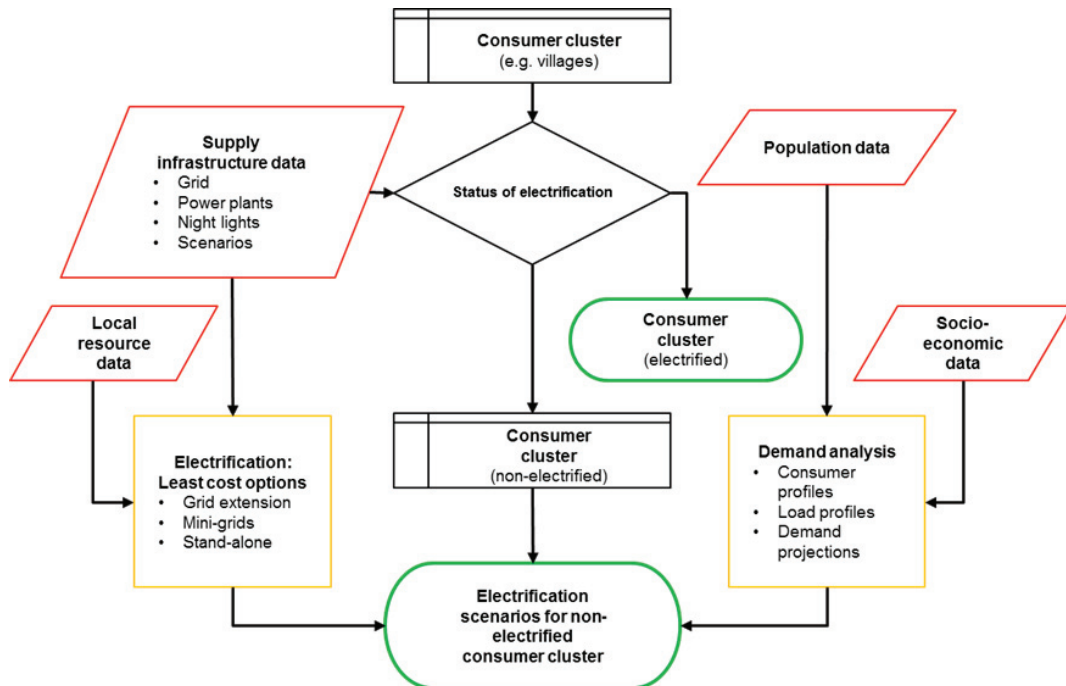 Consumer cluster
(e.g. villages)
Supply
infrastructure data
• Grid
• Power plants
• Night lights
• Scenarios
Status of electrification
Population data
Local
resource
data
Consumer
cluster
(electrified)
Socio-
economic
data
Electrification:
Least cost options
• Grid extension
• Mini-grids
• Stand-alone
Consumer
cluster
(non-electrified)
Demand analysis
• Consumer
profiles
• Load profiles
• Demand
projections
Electrification
scenarios for non-
electrified
consumer cluster